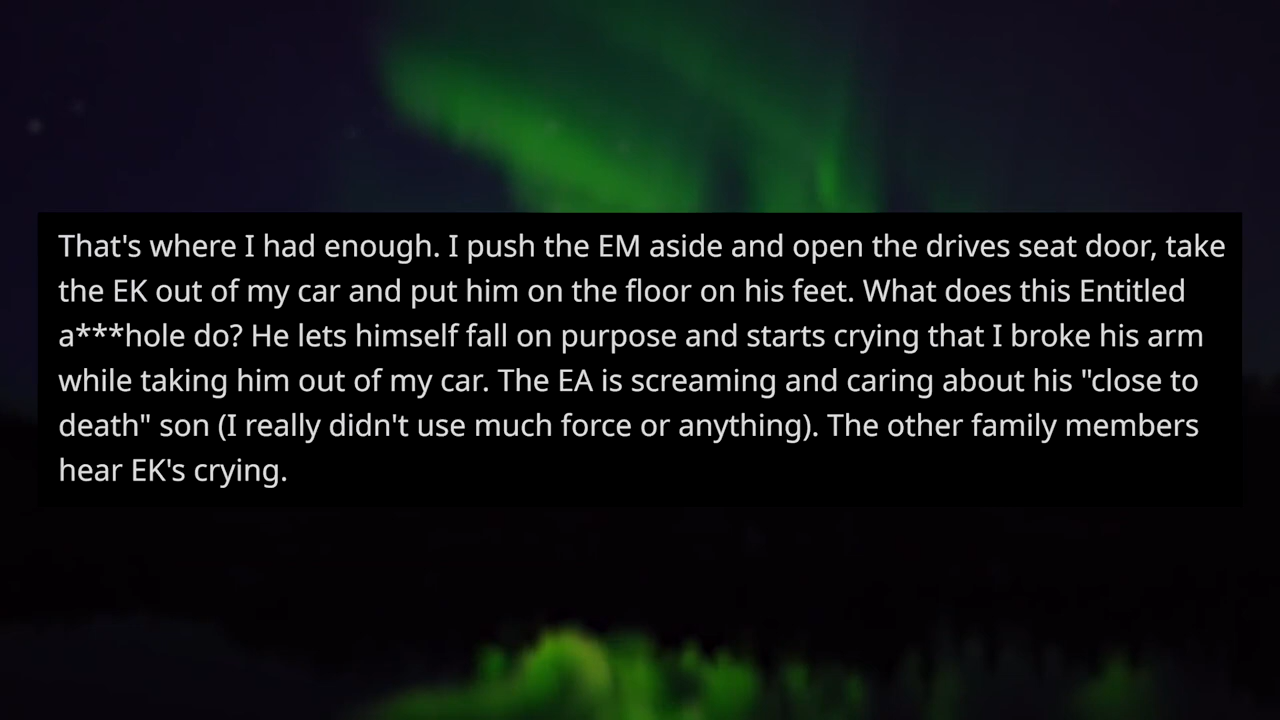 That's where I had enough. I push the EM aside and open the drives seat door, take
the EK out of my car and put him on the floor on his feet. What does this Entitled
a***hole do? He lets himself fall on purpose and starts crying that I broke his arm
while taking him out of my car. The EA is screaming and caring about his "close to
death" son (I really didn't use much force or anything). The other family members
hear EK's crying.